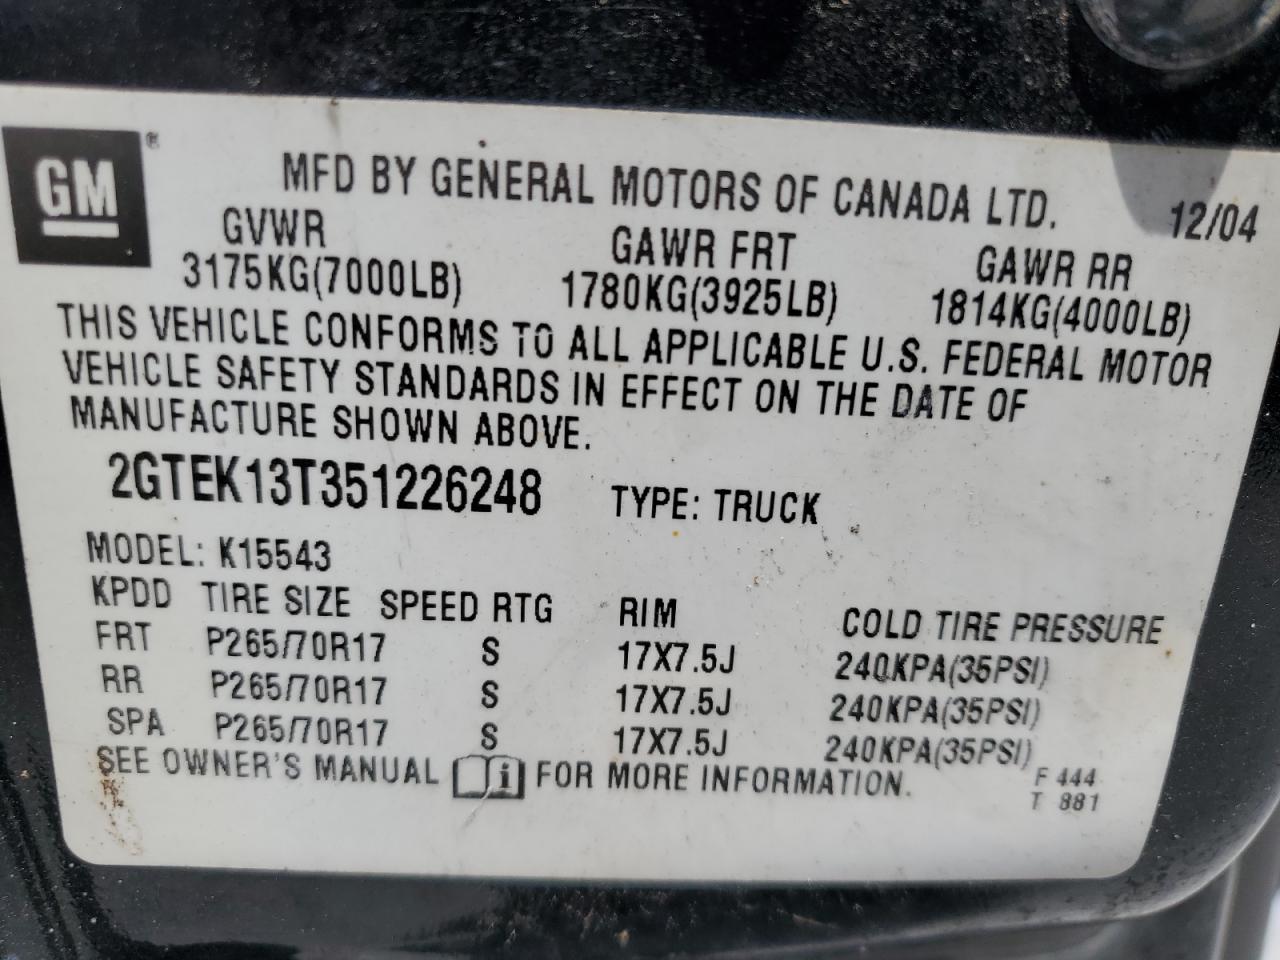 GM®
MFD BY GENERAL MOTORS OF CANADA LTD. 12/04
GVWR GAWR FRT GAWR RR
3175KG(7000LB) 1780KG(3925LB) 1814KG(4000LB)
THIS VEHICLE CONFORMS TO ALL APPLICABLE U.S. FEDERAL MOTOR
VEHICLE SAFETY STANDARDS IN EFFECT ON THE DATE OF
MANUFACTURE SHOWN ABOVE.
2GTEK13T351226248 TYPE: TRUCK
MODEL: K15543
KPDD TIRE SIZE SPEED RTG RIM COLD TIRE PRESSURE
FRT P265/70R17 S 17X7.5J 240KPA(35PSI)
RR P265/70R17 S 17X7.5J 240KPA(35PSI)
SPA P265/70R17 S 17X7.5J 240KPA(35PSI)
SEE OWNER'S MANUAL i FOR MORE INFORMATION.
F 444
T 881